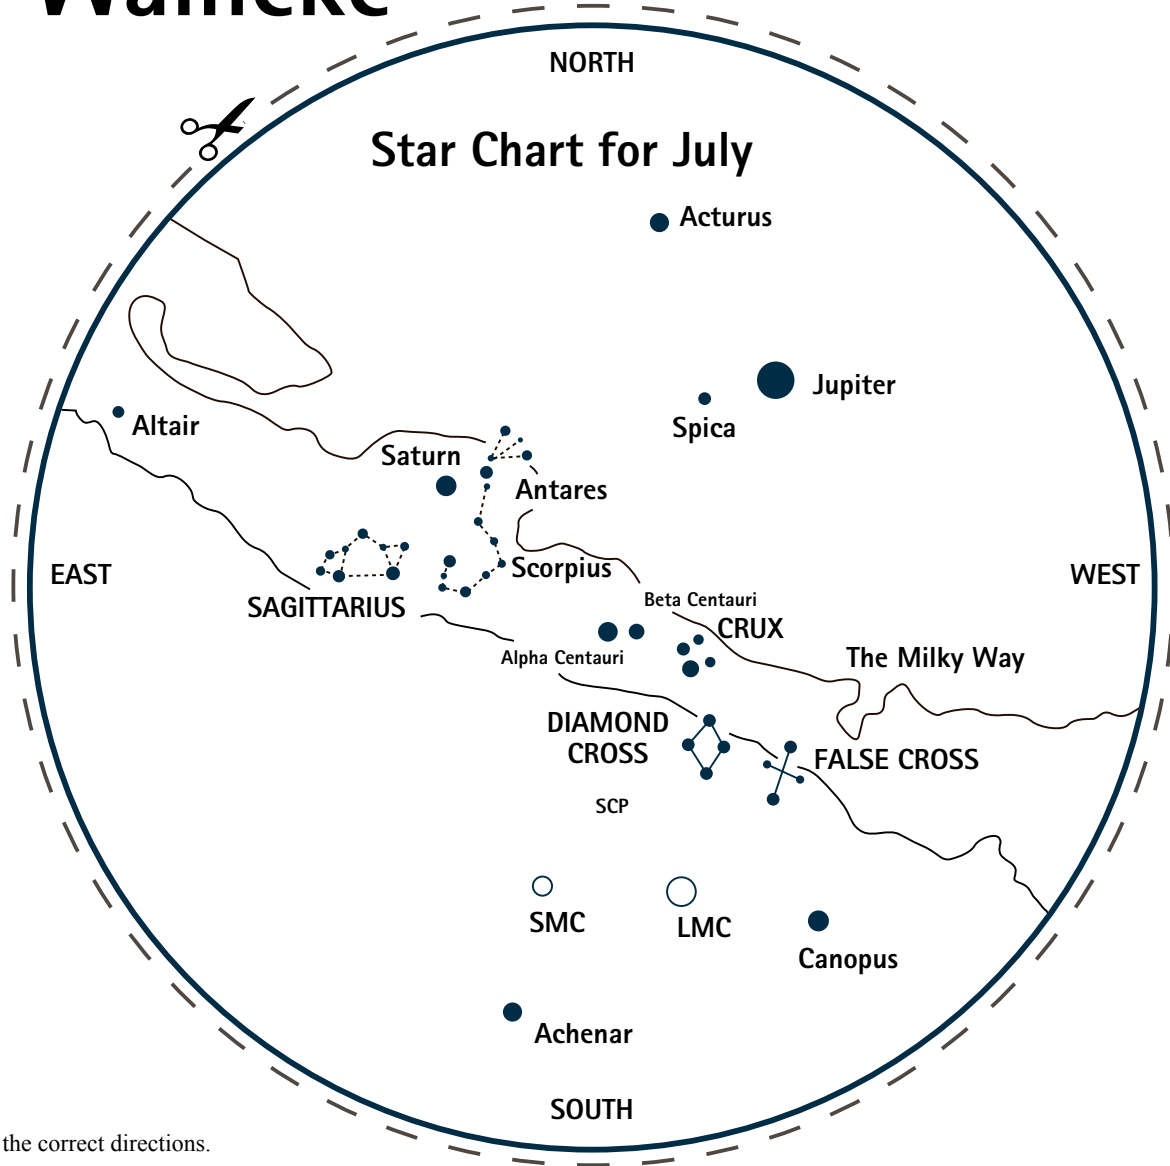 NORTH
Star Chart for July
Acturus
Jupiter
Spica
Altair
Saturn
Antares
Scorpius
EAST
WEST
SAGITTARIUS
Beta Centauri
CRUX
Alpha Centauri
The Milky Way
DIAMOND
CROSS
FALSE CROSS
SCP
SMC
LMC
Canopus
Achenar
SOUTH
the correct directions.